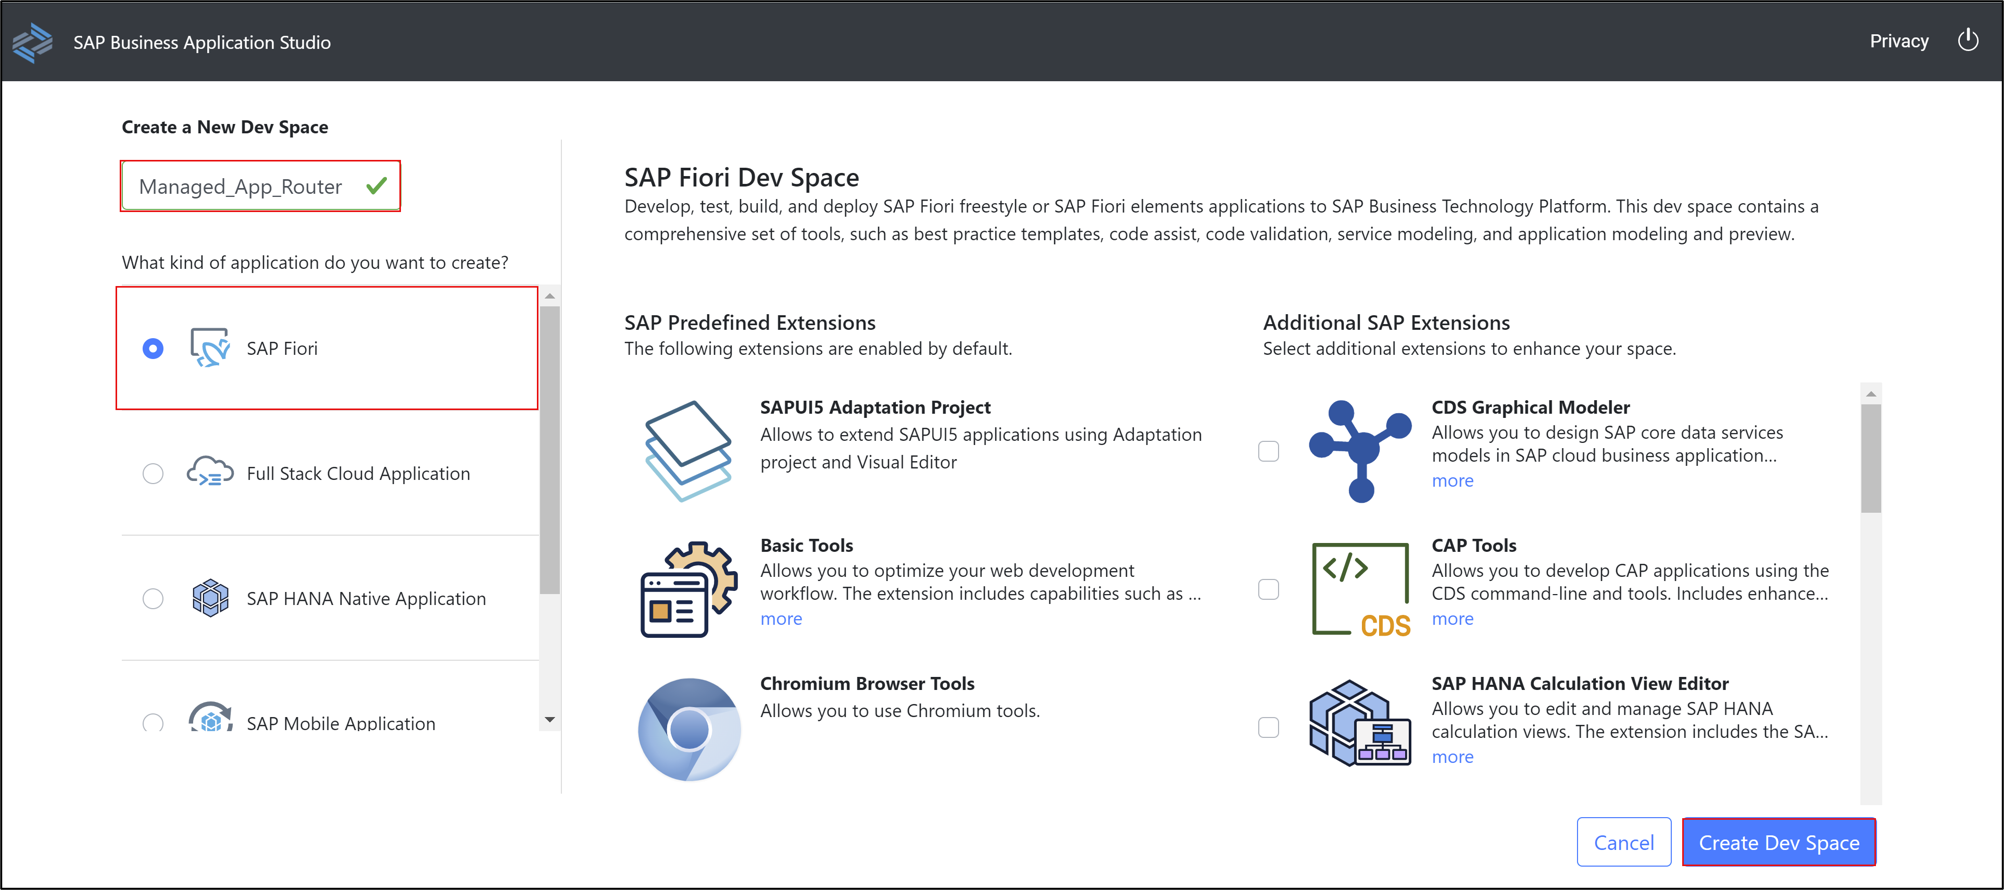 SAP Business Application Studio
Privacy
Create a New Dev Space
Managed_App_Router
What kind of application do you want to create?
SAP Fiori
Full Stack Cloud Application
SAP HANA Native Application
SAP Mobile Application
SAP Fiori Dev Space
Develop, test, build, and deploy SAP Fiori freestyle or SAP Fiori elements applications to SAP Business Technology Platform. This dev space contains a
comprehensive set of tools, such as best practice templates, code assist, code validation, service modeling, and application modeling and preview.
SAP Predefined Extensions
The following extensions are enabled by default.
SAPUI5 Adaptation Project
Allows to extend SAPUI5 applications using Adaptation
project and Visual Editor
Basic Tools
Allows you to optimize your web development
workflow. The extension includes capabilities such as ...
more
Chromium Browser Tools
Allows you to use Chromium tools.
Additional SAP Extensions
Select additional extensions to enhance your space.
CDS Graphical Modeler
Allows you to design SAP core data services
models in SAP cloud business application...
more
</>
CDS
CAP Tools
Allows you to develop CAP applications using the
CDS command-line and tools. Includes enhance...
more
SAP HANA Calculation View Editor
Allows you to edit and manage SAP HANA
calculation views. The extension includes the SA...
more
Cancel
Create Dev Space